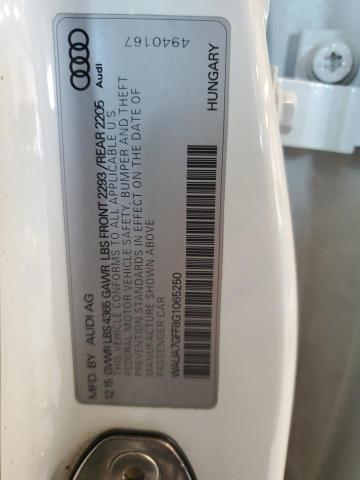 MFD. BY AUDI AG
12.15 GVWR LBS 4365 GAWR LBS FRONT 2293 / REAR 2205
THIS VEHICLE CONFORMS TO ALL APPLICABLE U.S.
FEDERAL MOTOR VEHICLE SAFETY, BUMPER AND THEFT
PREVENTION STANDARDS IN EFFECT ON THE DATE OF
MANUFACTURE SHOWN ABOVE
PASSENGER CAR
WAUA7GFF8G1065250
HUNGARY
Audi
4940167